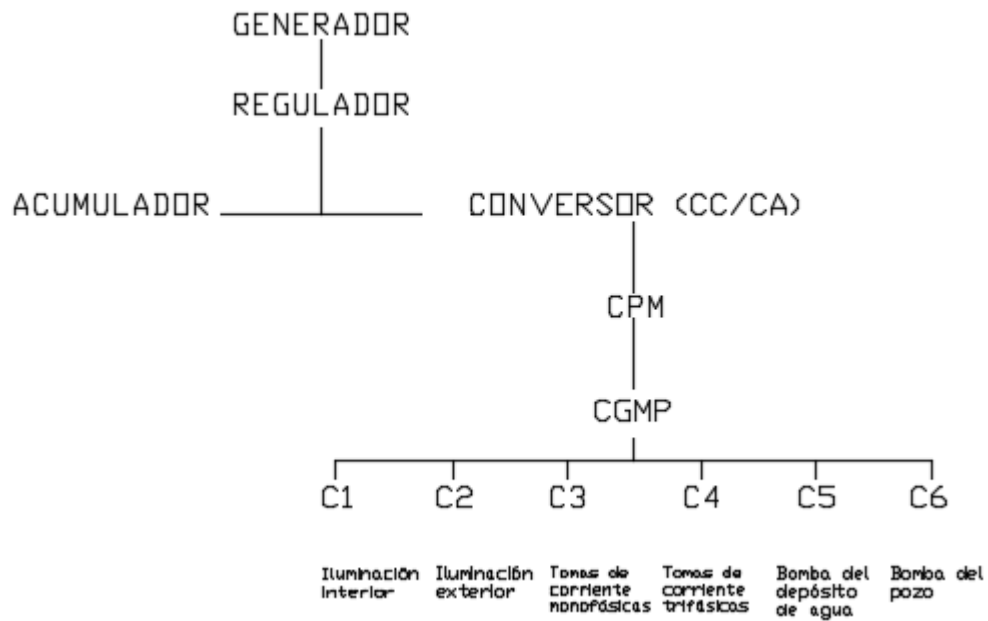 GENERADOR
REGULADOR
ACUMULADOR CONVERSOR (CC/CA)
CPM
CGMP
C1 C2 C3 C4 C5 C6
Iluminación interior
Iluminación exterior
Tomas de corriente monofásicas
Tomas de corriente trifásicas
Bomba del depósito de agua
Bomba del pozo